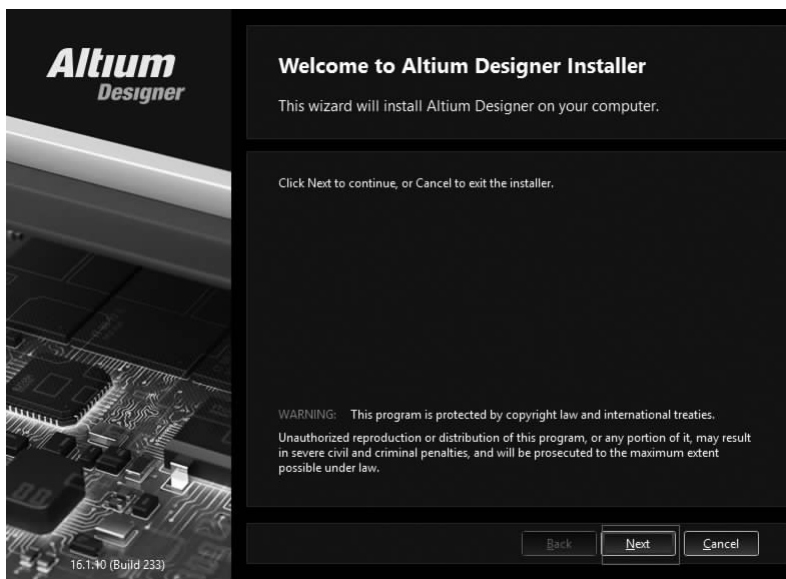 Altium
Designer
Welcome to Altium Designer Installer
This wizard will install Altium Designer on your computer.
Click Next to continue, or Cancel to exit the installer.
WARNING: This program is protected by copyright law and international treaties.
Unauthorized reproduction or distribution of this program, or any portion of it, may result
in severe civil and criminal penalties, and will be prosecuted to the maximum extent
possible under law.
Back Next Cancel
16.1.10 (Build 233)